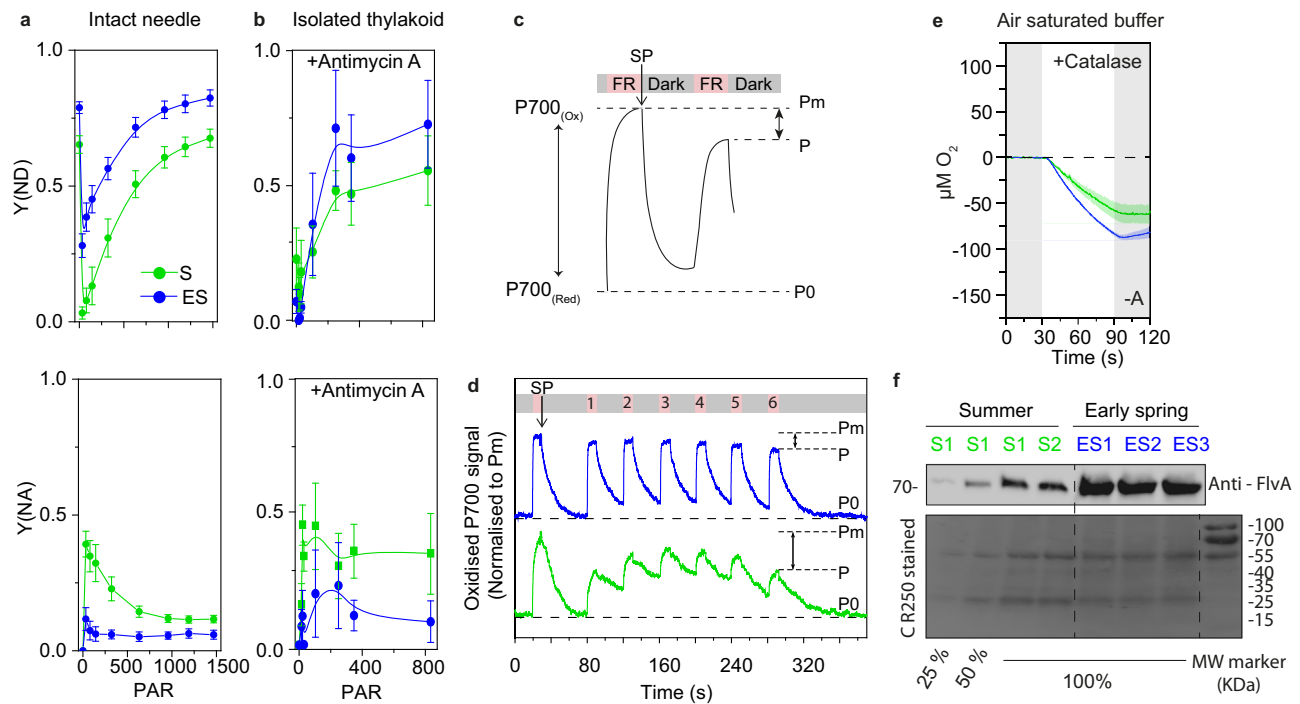 a Intact needle
1.0
0.5
0.0
Y(ND)
S
ES
b Isolated thylakoid
+Antimycin A
1.0
0.5
0.0
c
SP
FR Dark FR Dark
P700(Ox)
P700(Red)
Pm
P
P0
e Air saturated buffer
+Catalase
100
50
0
-50
-100
-150
µM O2
-A
0 30 60 90 120
Time (s)
1.0
0.5
0.0
Y(NA)
0 500 1000 1500
PAR
+Antimycin A
1.0
0.5
0.0
0 400 800
PAR
d
SP
1 2 3 4 5 6
Pm
P
P0
Pm
P
P0
Oxidised P700 signal
(Normalised to Pm)
0 80 160 240 320
Time (s)
f
Summer Early spring
S1 S1 S1 S2 ES1 ES2 ES3
70-
Anti - FlvA
CR250 stained
-100
-70
-55
-40
-35
-25
-15
25 % 50 % 100%
MW marker
(KDa)